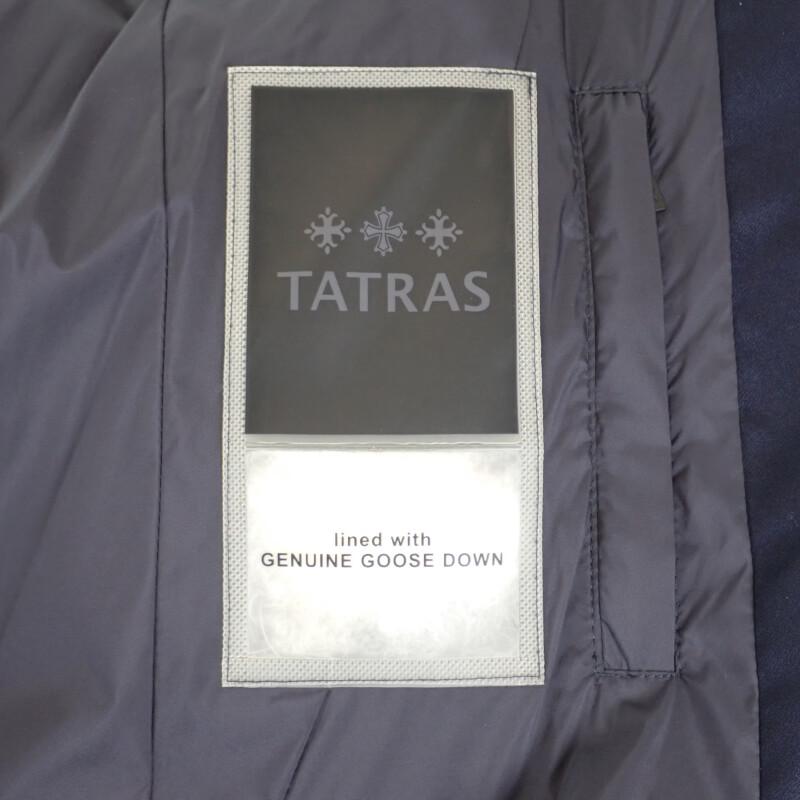 TATRAS
lined with
GENUINE GOOSE DOWN